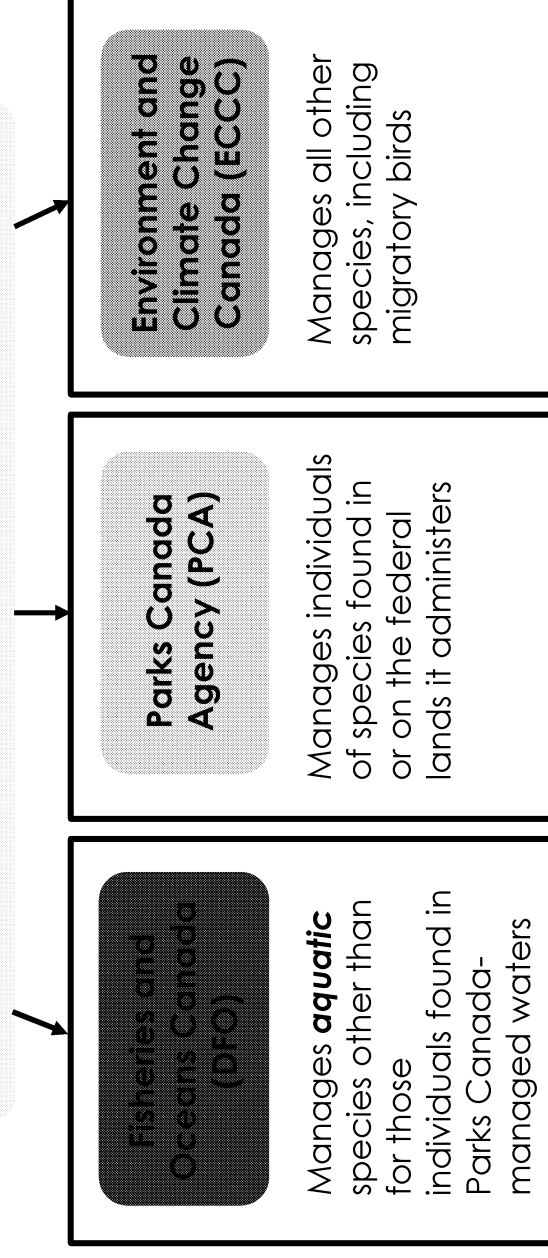 Fisheries and
Oceans Canada
(DFO)
Manages aquatic
species other than
for those
individuals found in
Parks Canada-
managed waters
Parks Canada
Agency (PCA)
Manages individuals
of species found in
or on the federal
lands it administers
Environment and
Climate Change
Canada (ECCC)
Manages all other
species, including
migratory birds